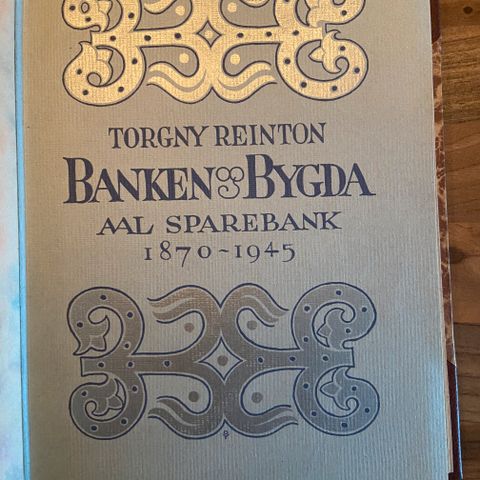 TORGNY REINTON
BANKEN OG BYGDA
AAL SPAREBANK
1870-1945